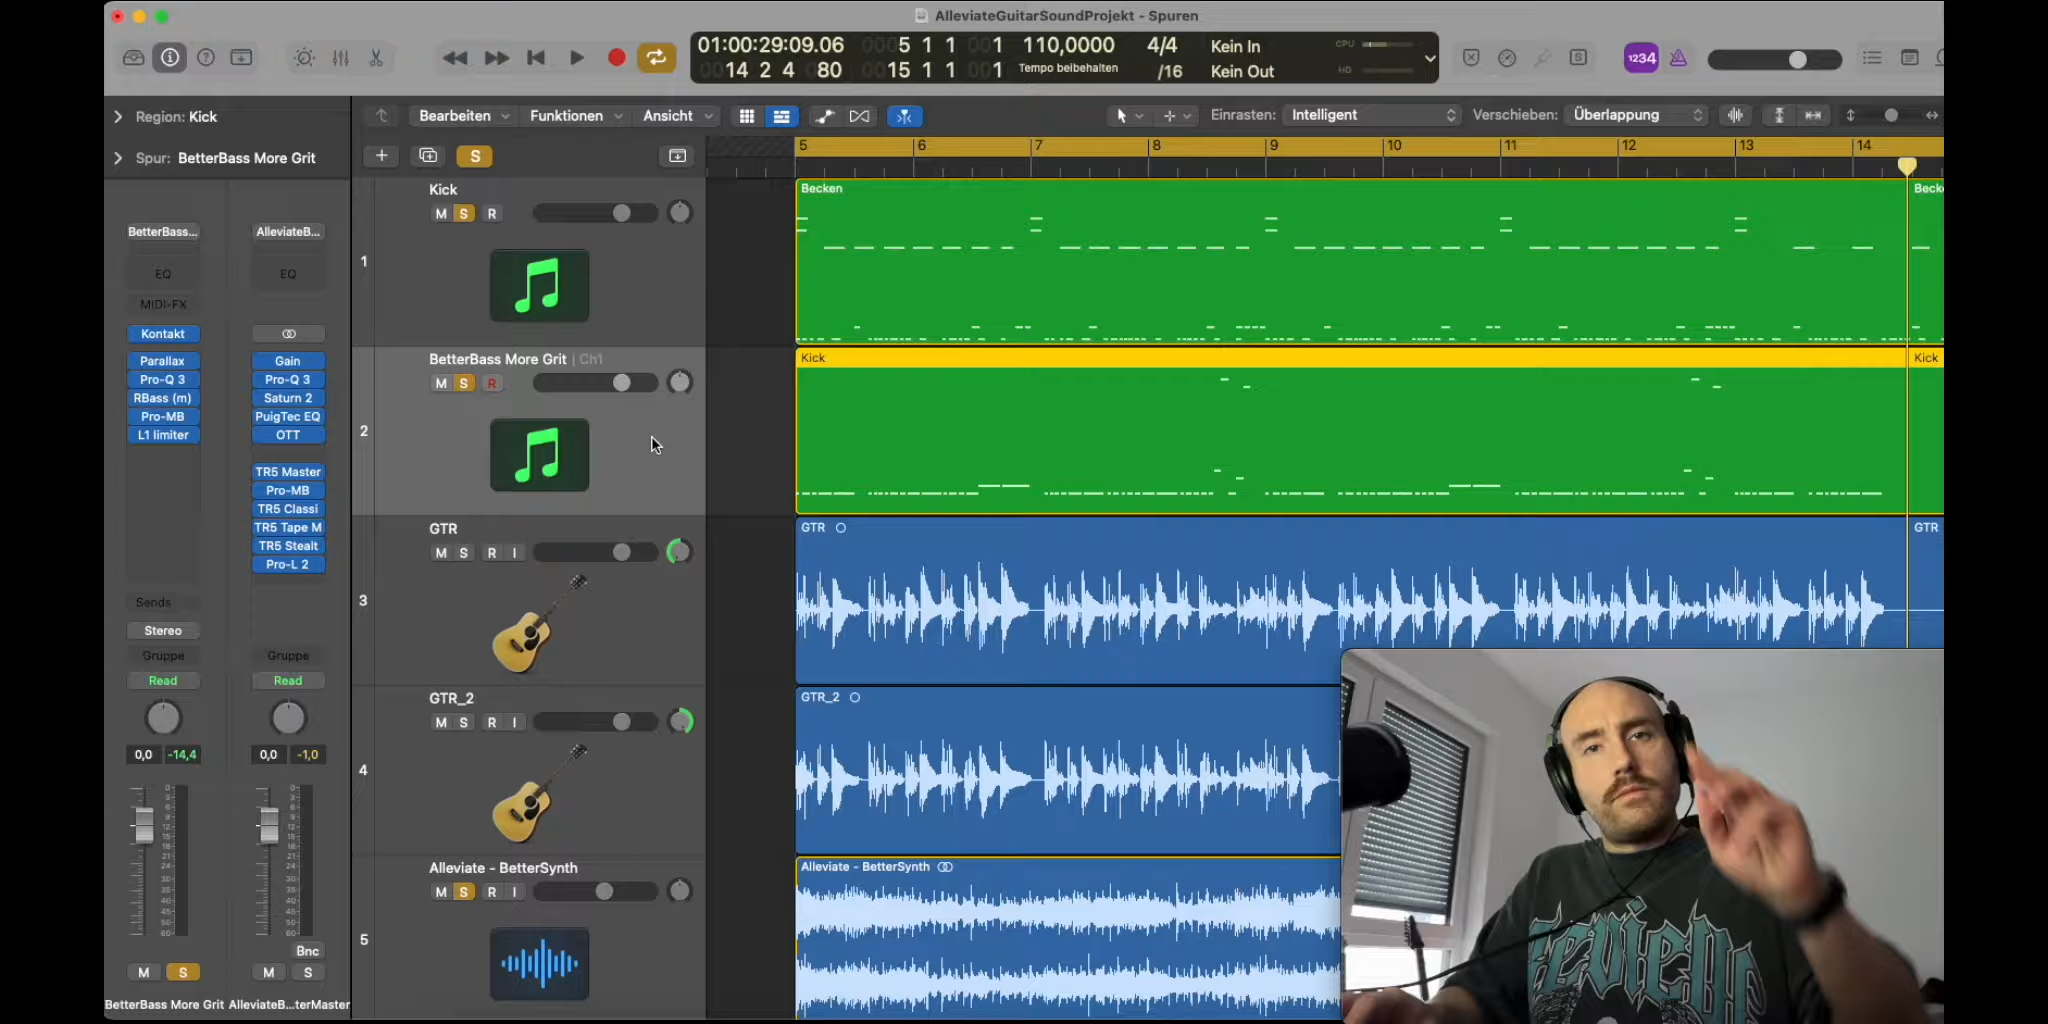 AlleviateGuitarSoundProjekt - Spuren
01:00:29:09.06
5 1 1 1
110,0000
4/4
Kein In
CPU
14 2 4 80
15 1 1 1
Tempo beibehalten
/16
Kein Out
HD
1234
Region: Kick
Bearbeiten
Funktionen
Ansicht
Einrasten: Intelligent
Verschieben: Überlappung
Spur: BetterBass More Grit
S
5 6 7 8 9 10 11 12 13 14
BetterBass...
AlleviateB...
EQ
EQ
MIDI-FX
Kontakt
Parallax
Gain
Pro-Q 3
Pro-Q 3
RBass (m)
Saturn 2
Pro-MB
PuigTec EQ
L1 limiter
OTT
TR5 Master
Pro-MB
TR5 Classi
TR5 Tape M
TR5 Stealt
Pro-L 2
Sends
Stereo
Gruppe
Gruppe
Read
Read
0,0 -14,4
0,0 -1,0
Bnc
M S
M S
BetterBass More Grit
AlleviateB...terMaster
1
Kick
M S R
Becken
Beck
2
BetterBass More Grit | Ch1
M S R
Kick
Kick
3
GTR
M S R I
GTR
GTR
4
GTR_2
M S R I
GTR_2
5
Alleviate - BetterSynth
M S R I
Alleviate - BetterSynth